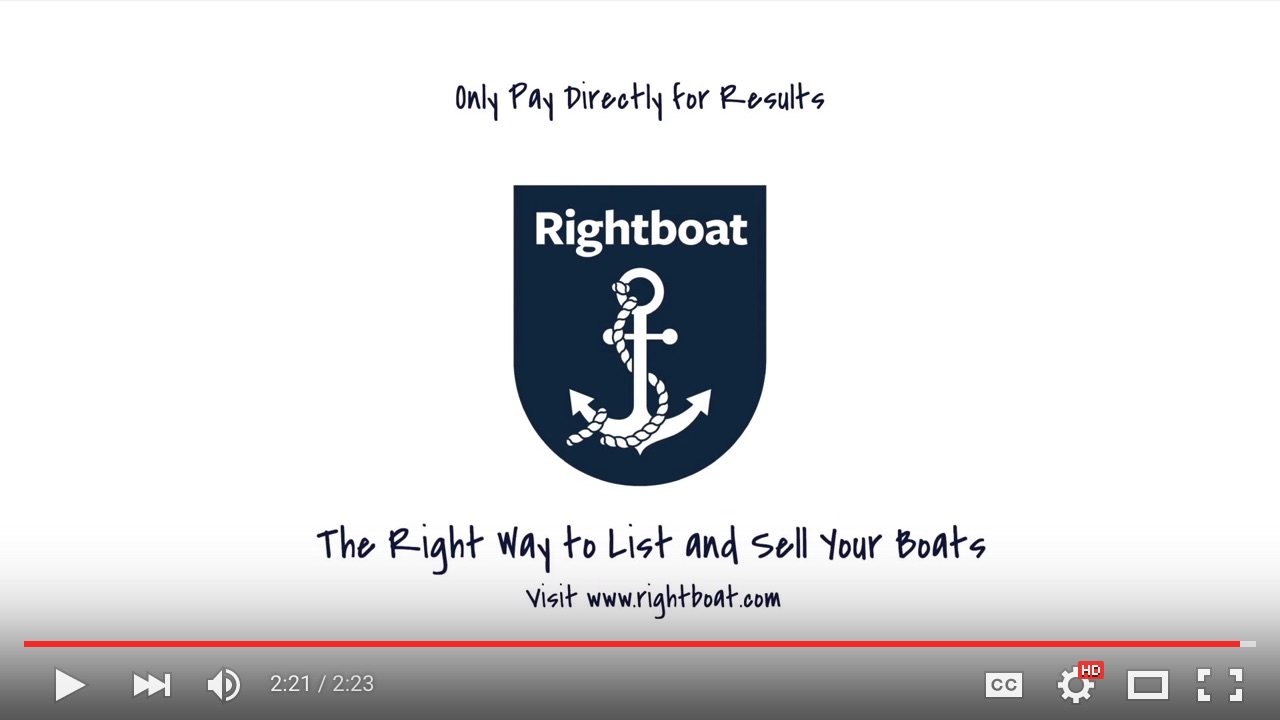 Only Pay Directly for Results
Rightboat
The Right Way to List and Sell Your Boats
Visit www.rightboat.com
2:21 / 2:23
CC
HD